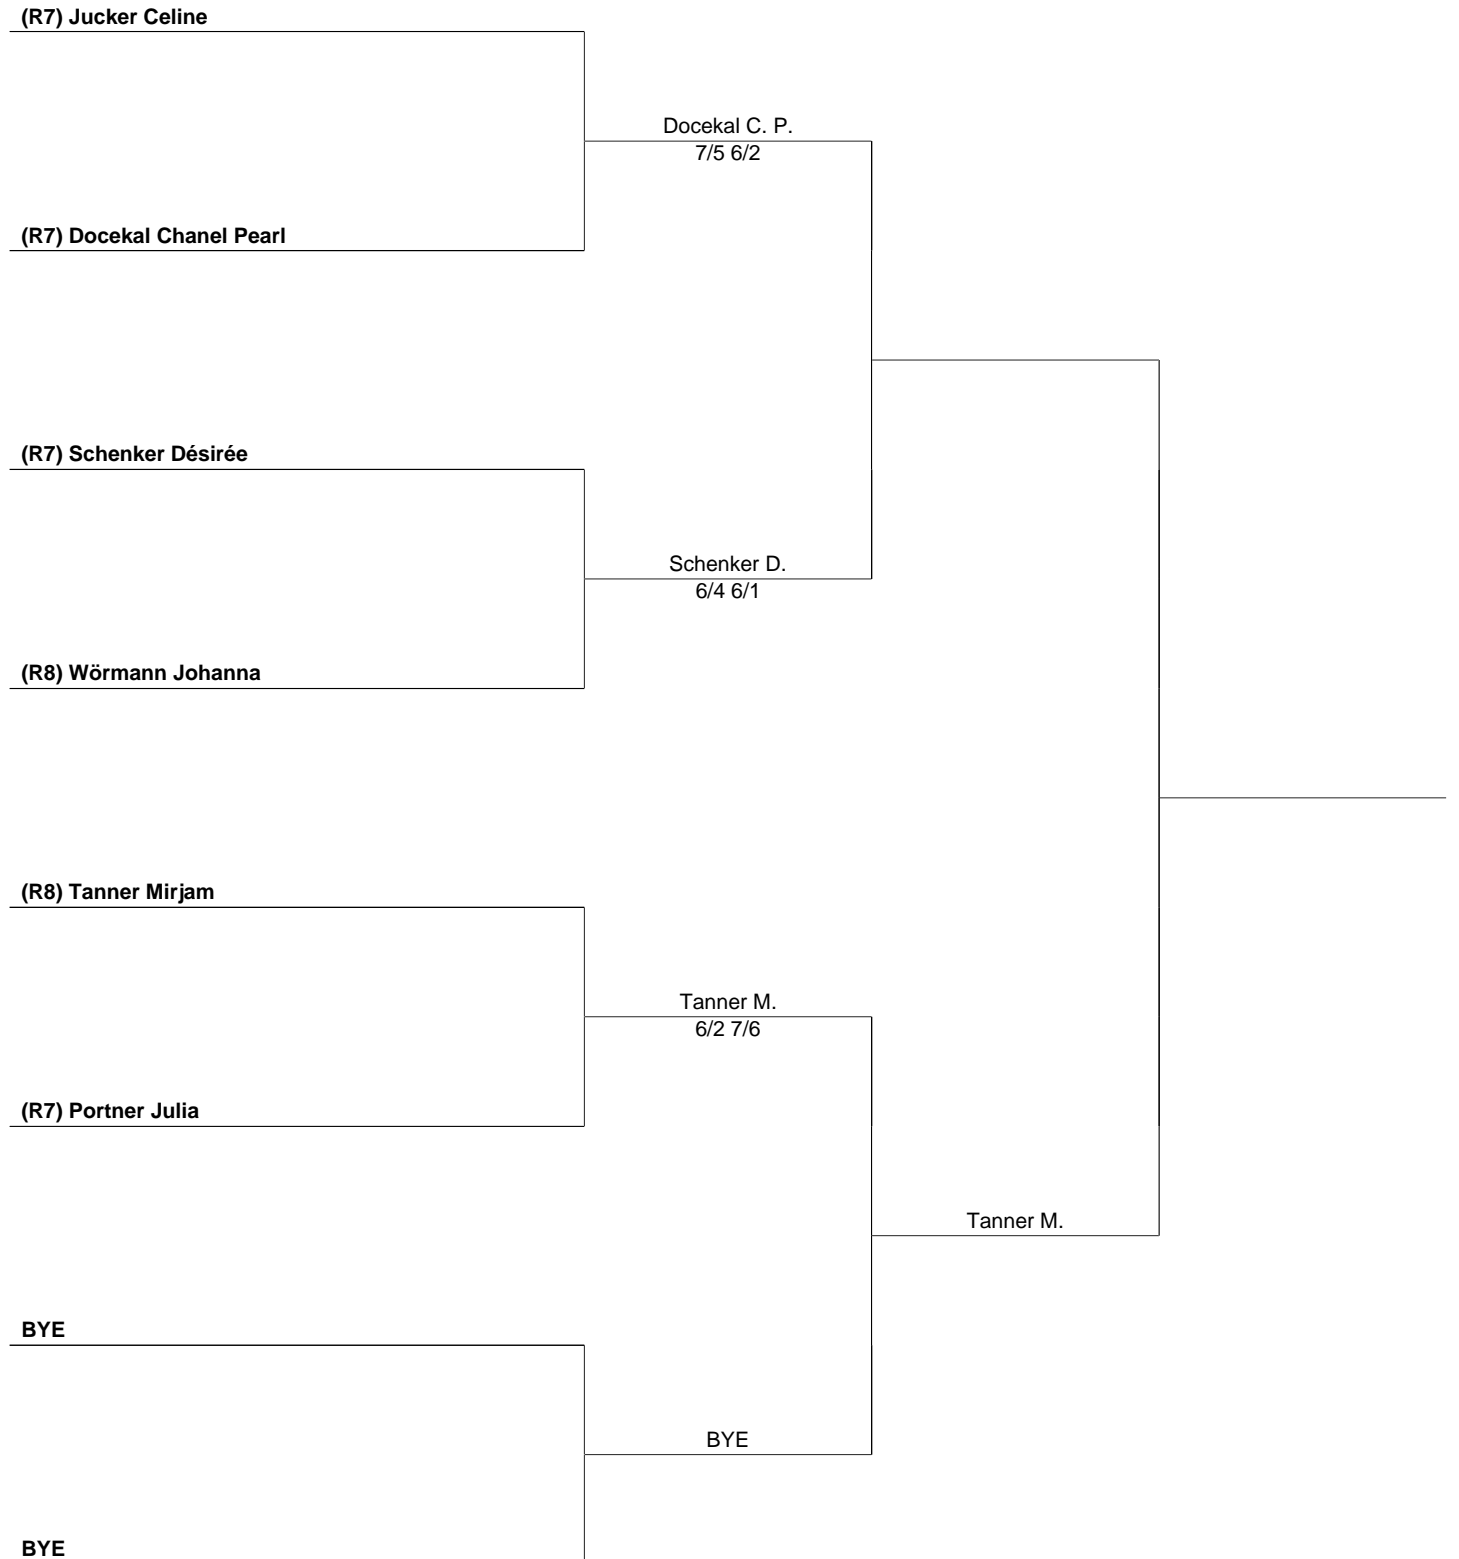 (R7) Jucker Celine
Docekal C. P.
7/5 6/2
(R7) Docekal Chanel Pearl
(R7) Schenker Désirée
Schenker D.
6/4 6/1
(R8) Wörmann Johanna
(R8) Tanner Mirjam
Tanner M.
6/2 7/6
(R7) Portner Julia
Tanner M.
BYE
BYE
BYE